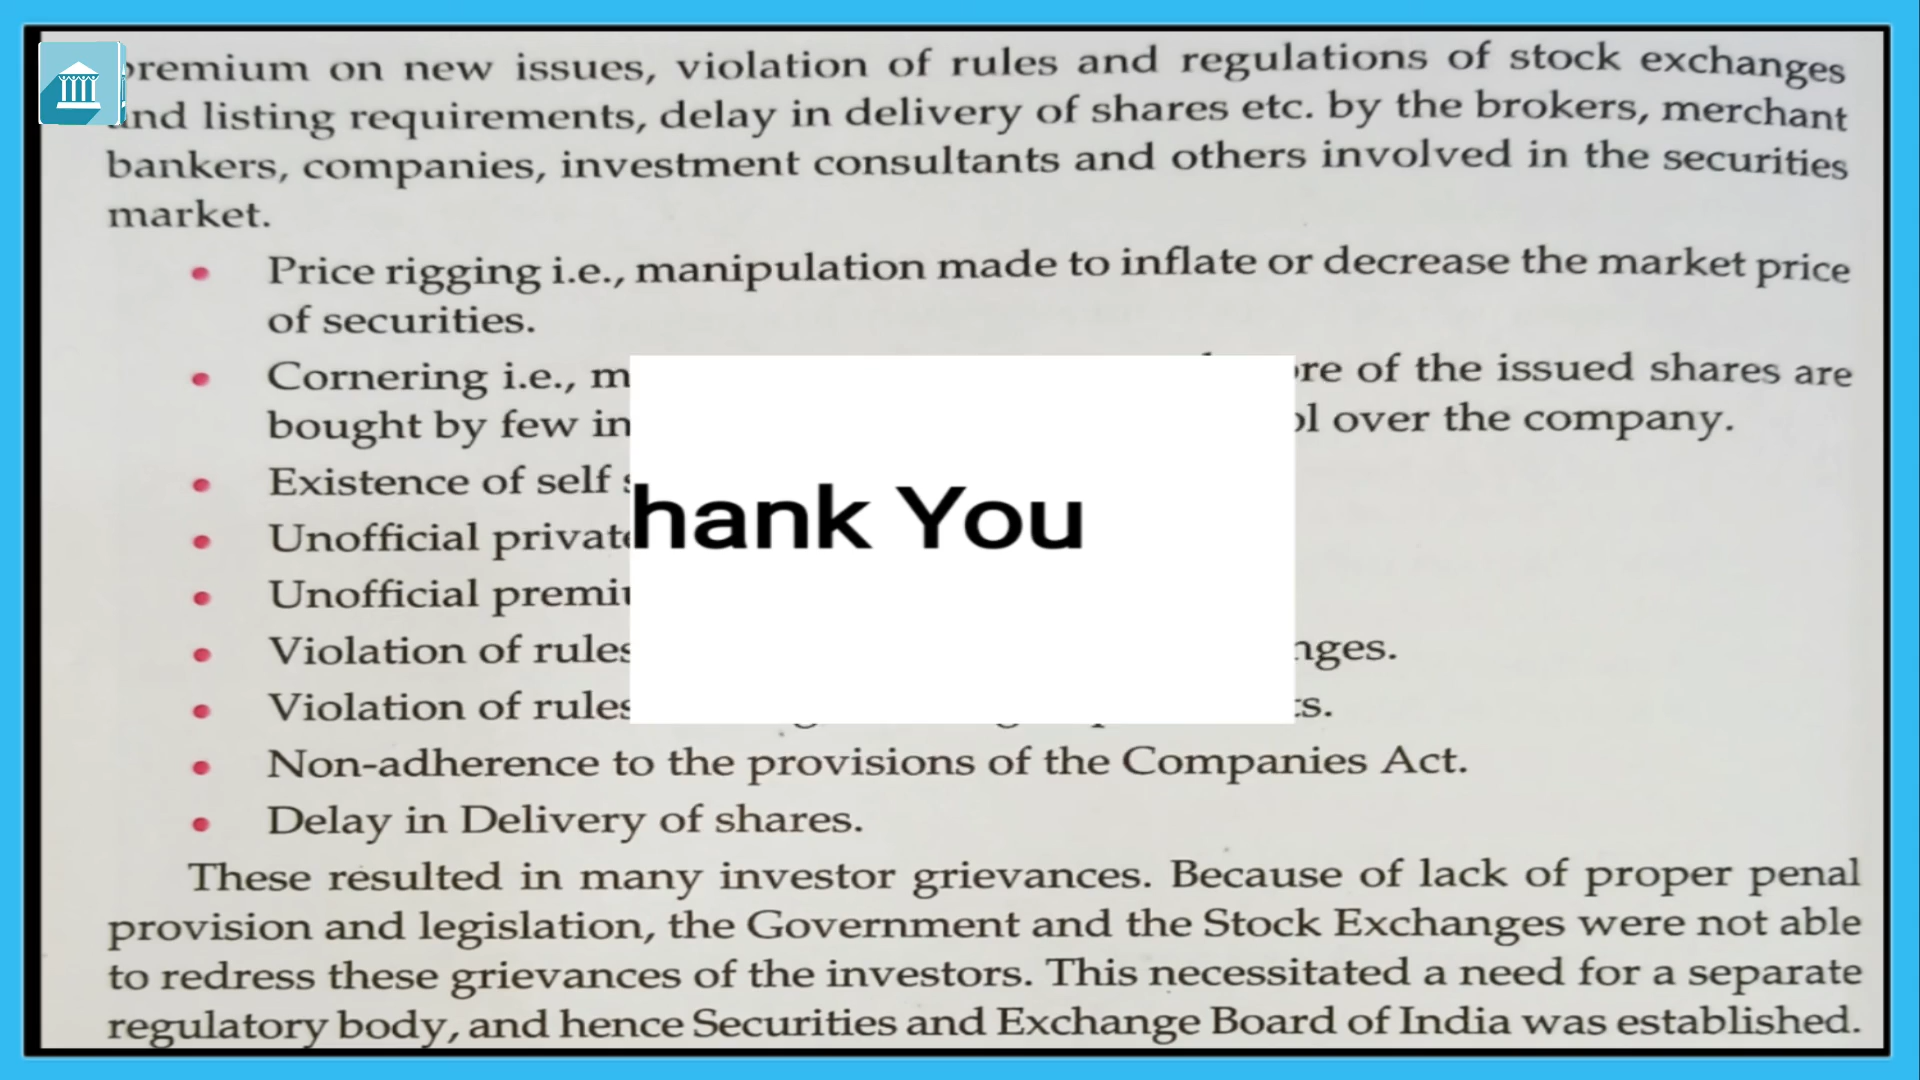 premium on new issues, violation of rules and regulations of stock exchanges
and listing requirements, delay in delivery of shares etc. by the brokers, merchant
bankers, companies, investment consultants and others involved in the securities
market.
Price rigging i.e., manipulation made to inflate or decrease the market price
of securities.
Cornering i.e., of the issued shares are
bought by few over the company.
Existence of self
Unofficial
hank You
Unofficial
Violation of rules
Violation of rules
Non-adherence to the provisions of the Companies Act.
Delay in Delivery of shares.
These resulted in many investor grievances. Because of lack of proper penal
provision and legislation, the Government and the Stock Exchanges were not able
to redress these grievances of the investors. This necessitated a need for a separate
regulatory body, and hence Securities and Exchange Board of India was established.